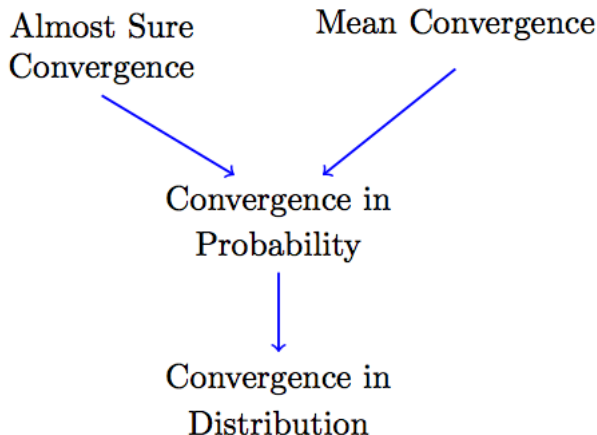 Almost Sure
Convergence
Mean Convergence
Convergence in
Probability
Convergence in
Distribution